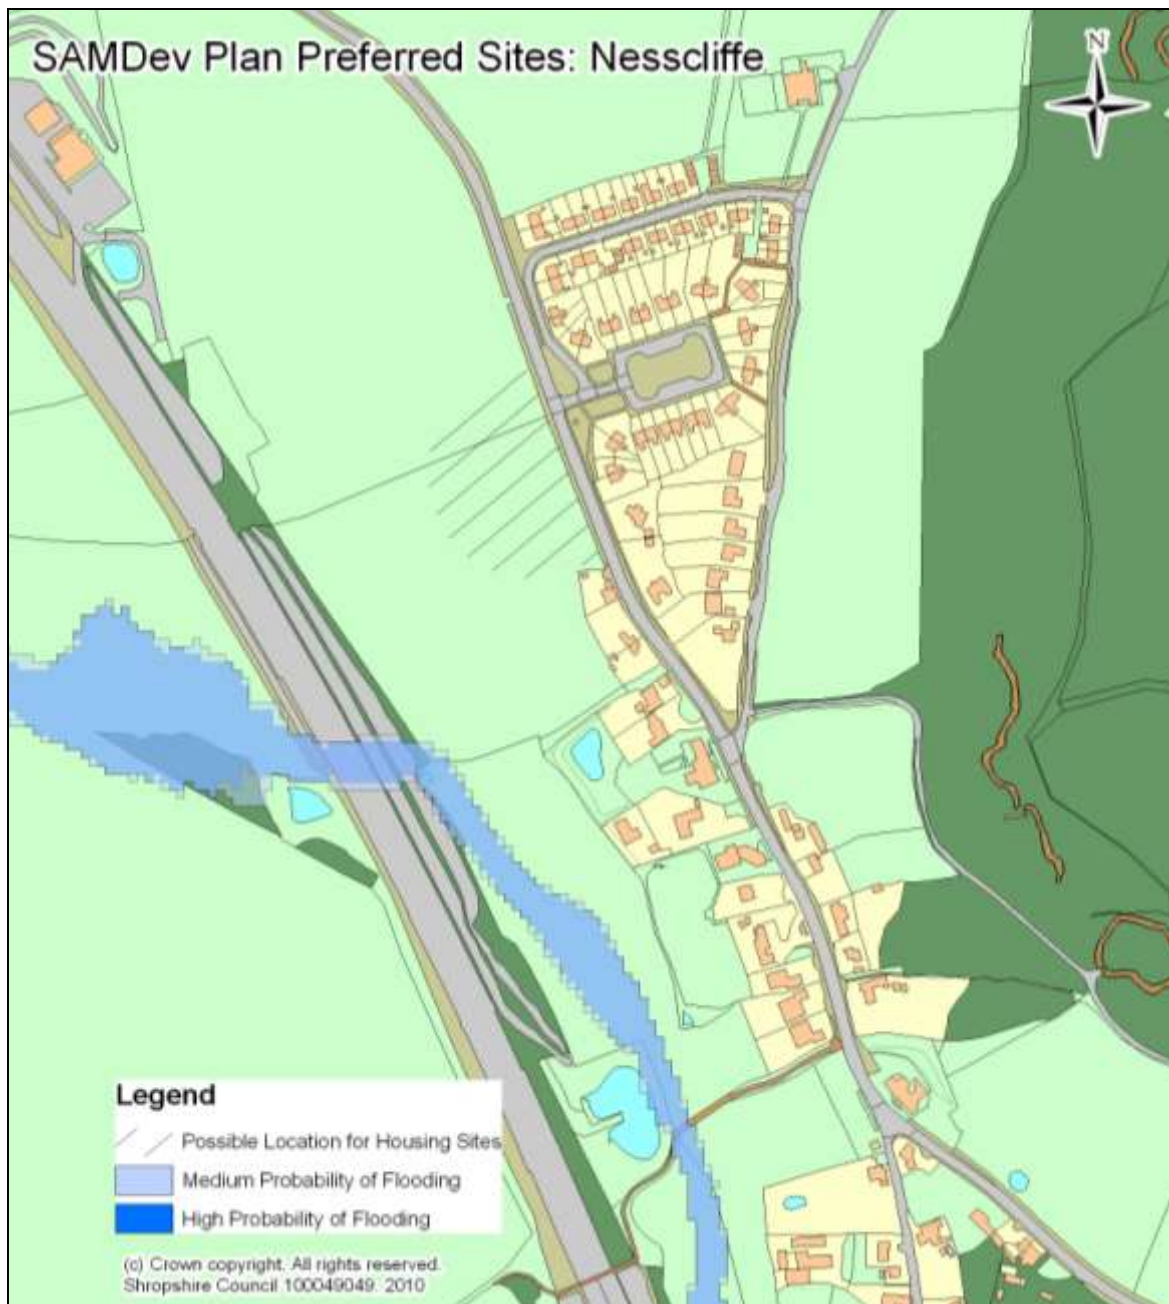 SAMDev Plan Preferred Sites: Nesscliffe
N
Legend
Possible Location for Housing Sites
Medium Probability of Flooding
High Probability of Flooding
(c) Crown copyright. All rights reserved.
Shropshire Council 100049049. 2010